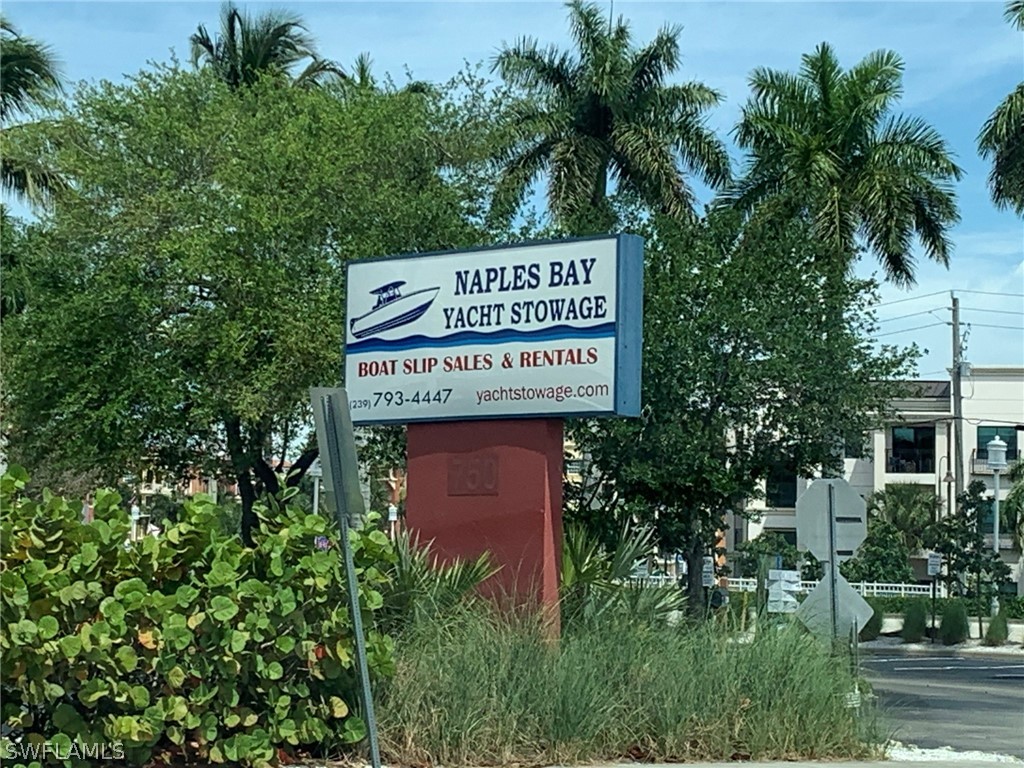 NAPLES BAY
YACHT STOWAGE
BOAT SLIP SALES & RENTALS
(239) 793-4447 yachtstowage.com
750
SWFLAMLS